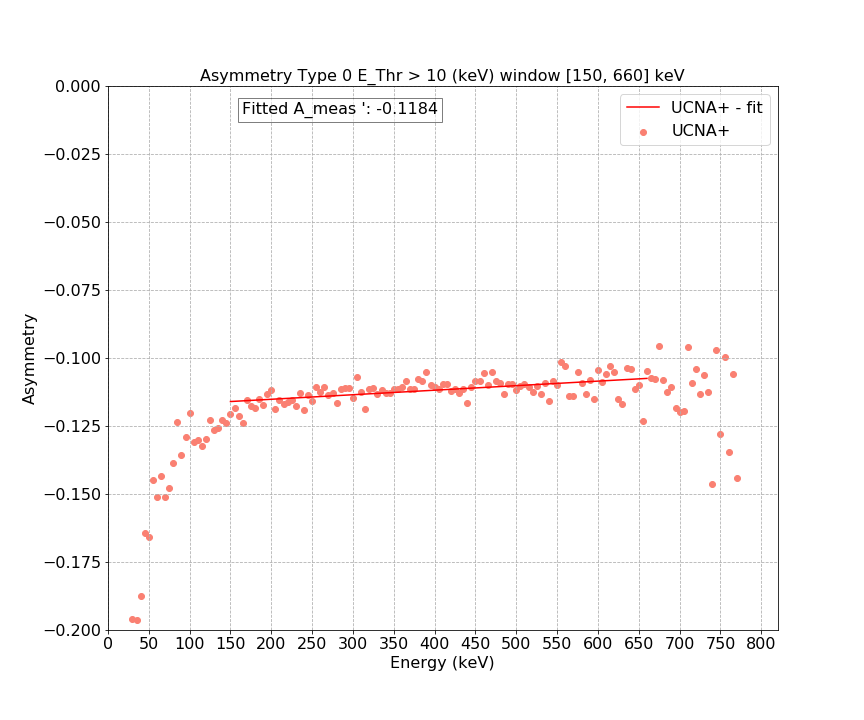 Asymmetry Type 0 E_Thr > 10 (keV) window [150, 660] keV
Fitted A_meas ': -0.1184
UCNA+ - fit
UCNA+
Asymmetry
0.000
−0.025
−0.050
−0.075
−0.100
−0.125
−0.150
−0.175
−0.200
0 50 100 150 200 250 300 350 400 450 500 550 600 650 700 750 800
Energy (keV)